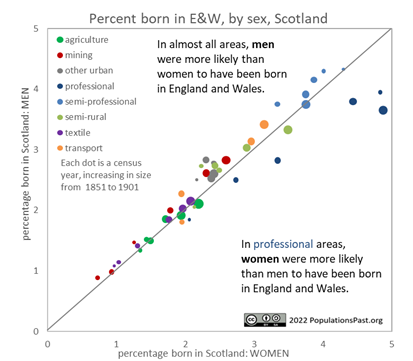 Percent born in E&W, by sex, Scotland
percentage born in Scotland: MEN
5
4
3
2
1
0
agriculture
mining
other urban
professional
semi-professional
semi-rural
textile
transport
Each dot is a census
year, increasing in size
from 1851 to 1901
In almost all areas, men
were more likely than
women to have been born
in England and Wales.
In professional areas,
women were more likely
than men to have been born
in England and Wales.
cc
BY NC
2022 PopulationsPast.org
0
1
2
3
4
5
percentage born in Scotland: WOMEN